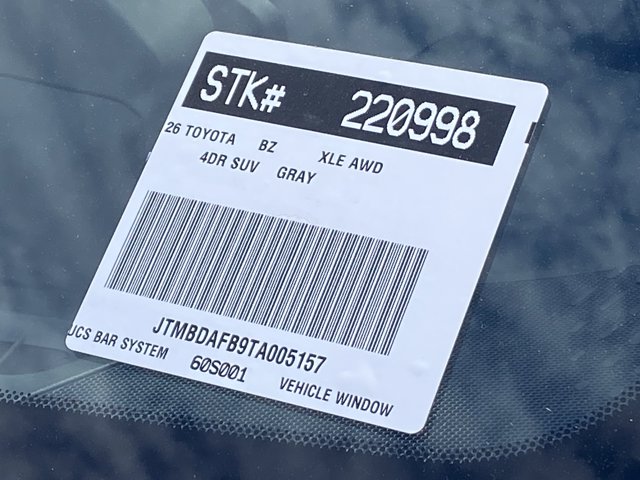 STK# 220998
26 TOYOTA BZ XLE AWD
4DR SUV GRAY
JTMBDAFB9TA005157
JCS BAR SYSTEM 60S001 VEHICLE WINDOW